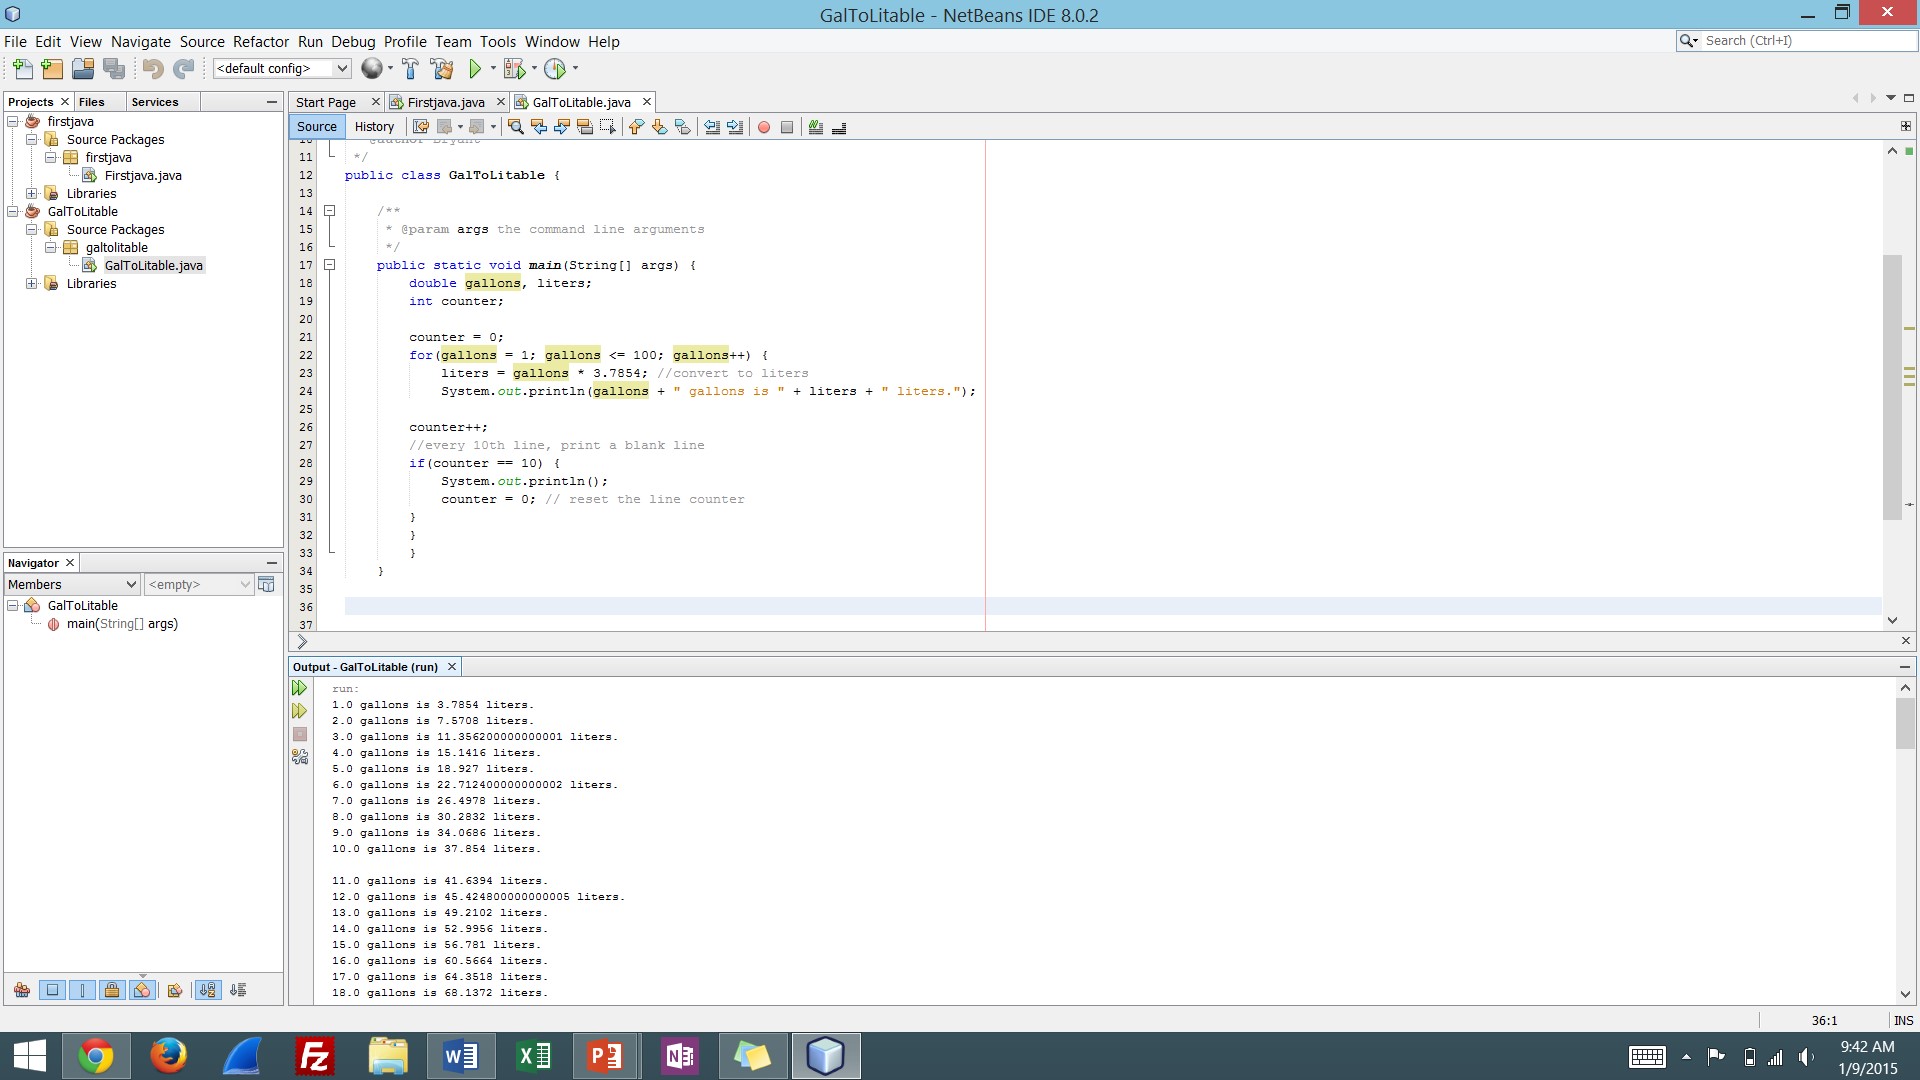 GalToLitable - NetBeans IDE 8.0.2
File Edit View Navigate Source Refactor Run Debug Profile Team Tools Window Help
Search (Ctrl+I)
<default config>
Projects Files Services
firstjava
Source Packages
firstjava
Firstjava.java
Libraries
GalToLitable
Source Packages
galtolitable
GalToLitable.java
Libraries
Navigator
Members <empty>
GalToLitable
main(String[] args)
Start Page Firstjava.java GalToLitable.java
Source History
10 @author Bryant
11 */
12 public class GalToLitable {
13
14 /**
15 * @param args the command line arguments
16 */
17 public static void main(String[] args) {
18 double gallons, liters;
19 int counter;
20
21 counter = 0;
22 for(gallons = 1; gallons <= 100; gallons++) {
23 liters = gallons * 3.7854; //convert to liters
24 System.out.println(gallons + " gallons is " + liters + " liters.");
25
26 counter++;
27 //every 10th line, print a blank line
28 if(counter == 10) {
29 System.out.println();
30 counter = 0; // reset the line counter
31 }
32 }
33 }
34 }
35
36
37
Output - GalToLitable (run)
run:
1.0 gallons is 3.7854 liters.
2.0 gallons is 7.5708 liters.
3.0 gallons is 11.356200000000001 liters.
4.0 gallons is 15.1416 liters.
5.0 gallons is 18.927 liters.
6.0 gallons is 22.712400000000002 liters.
7.0 gallons is 26.4978 liters.
8.0 gallons is 30.2832 liters.
9.0 gallons is 34.0686 liters.
10.0 gallons is 37.854 liters.
11.0 gallons is 41.6394 liters.
12.0 gallons is 45.424800000000005 liters.
13.0 gallons is 49.2102 liters.
14.0 gallons is 52.9956 liters.
15.0 gallons is 56.781 liters.
16.0 gallons is 60.5664 liters.
17.0 gallons is 64.3518 liters.
18.0 gallons is 68.1372 liters.
36:1 INS
9:42 AM
1/9/2015